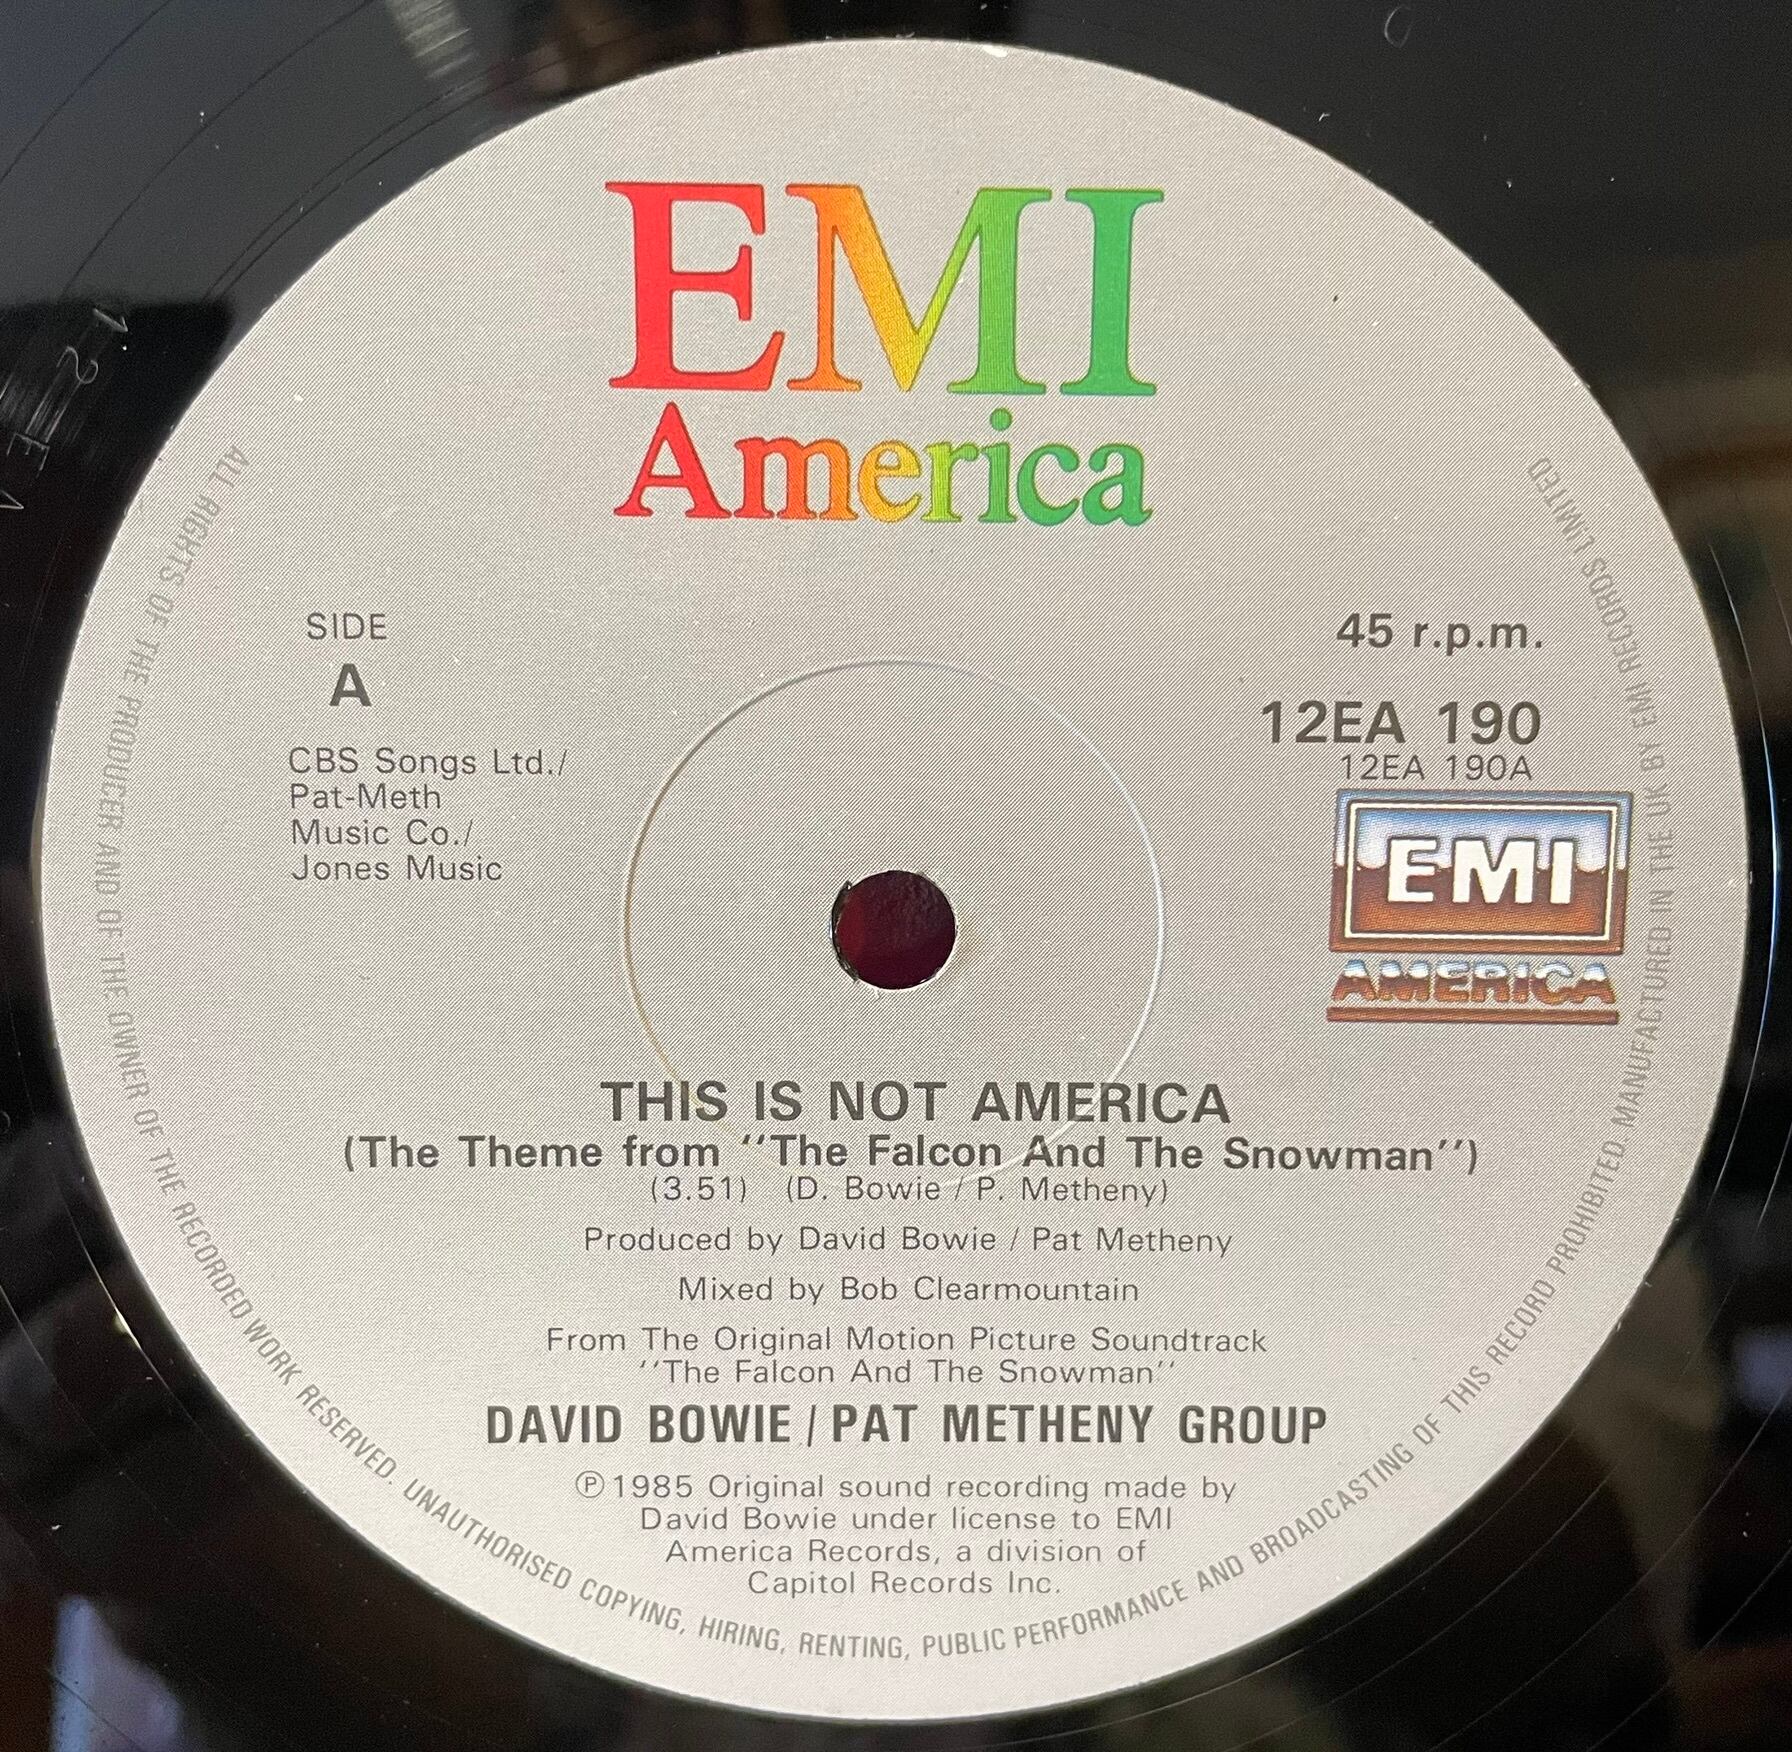 EMI
America
SIDE
A
45 r.p.m.
12EA 190
12EA 190A
CBS Songs Ltd./
Pat-Meth
Music Co./
Jones Music
EMI
AMERICA
THIS IS NOT AMERICA
(The Theme from ''The Falcon And The Snowman'')
(3.51) (D. Bowie / P. Metheny)
Produced by David Bowie / Pat Metheny
Mixed by Bob Clearmountain
From The Original Motion Picture Soundtrack
''The Falcon And The Snowman''
DAVID BOWIE / PAT METHENY GROUP
Ⓟ1985 Original sound recording made by
David Bowie under license to EMI
America Records, a division of
Capitol Records Inc.
ALL RIGHTS OF THE PRODUCER AND OF THE OWNER OF THE RECORDED WORK RESERVED. UNAUTHORISED COPYING, HIRING, RENTING, PUBLIC PERFORMANCE AND BROADCASTING OF THIS RECORD PROHIBITED. MANUFACTURED IN THE UK BY EMI RECORDS LIMITED